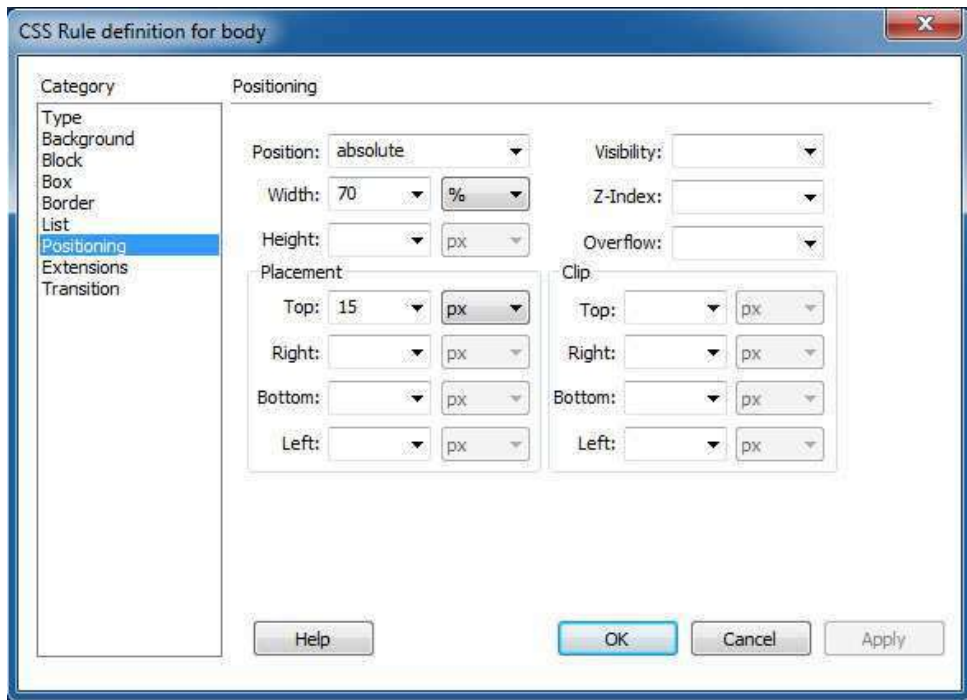 CSS Rule definition for body
Category
Type
Background
Block
Box
Border
List
Positioning
Extensions
Transition
Positioning
Position: absolute
Width: 70 %
Height: px
Placement
Top: 15 px
Right: px
Bottom: px
Left: px
Visibility:
Z-Index:
Overflow:
Clip
Top: px
Right: px
Bottom: px
Left: px
Help OK Cancel Apply